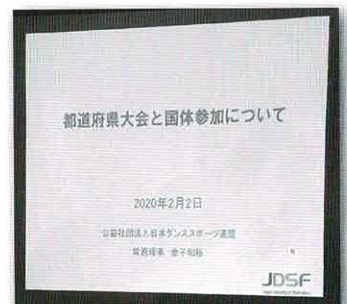 都道府県大会と国体参加について
2020年2月2日
公益社団法人日本ダンススポーツ連盟
常務理事 金子和裕
JDSF